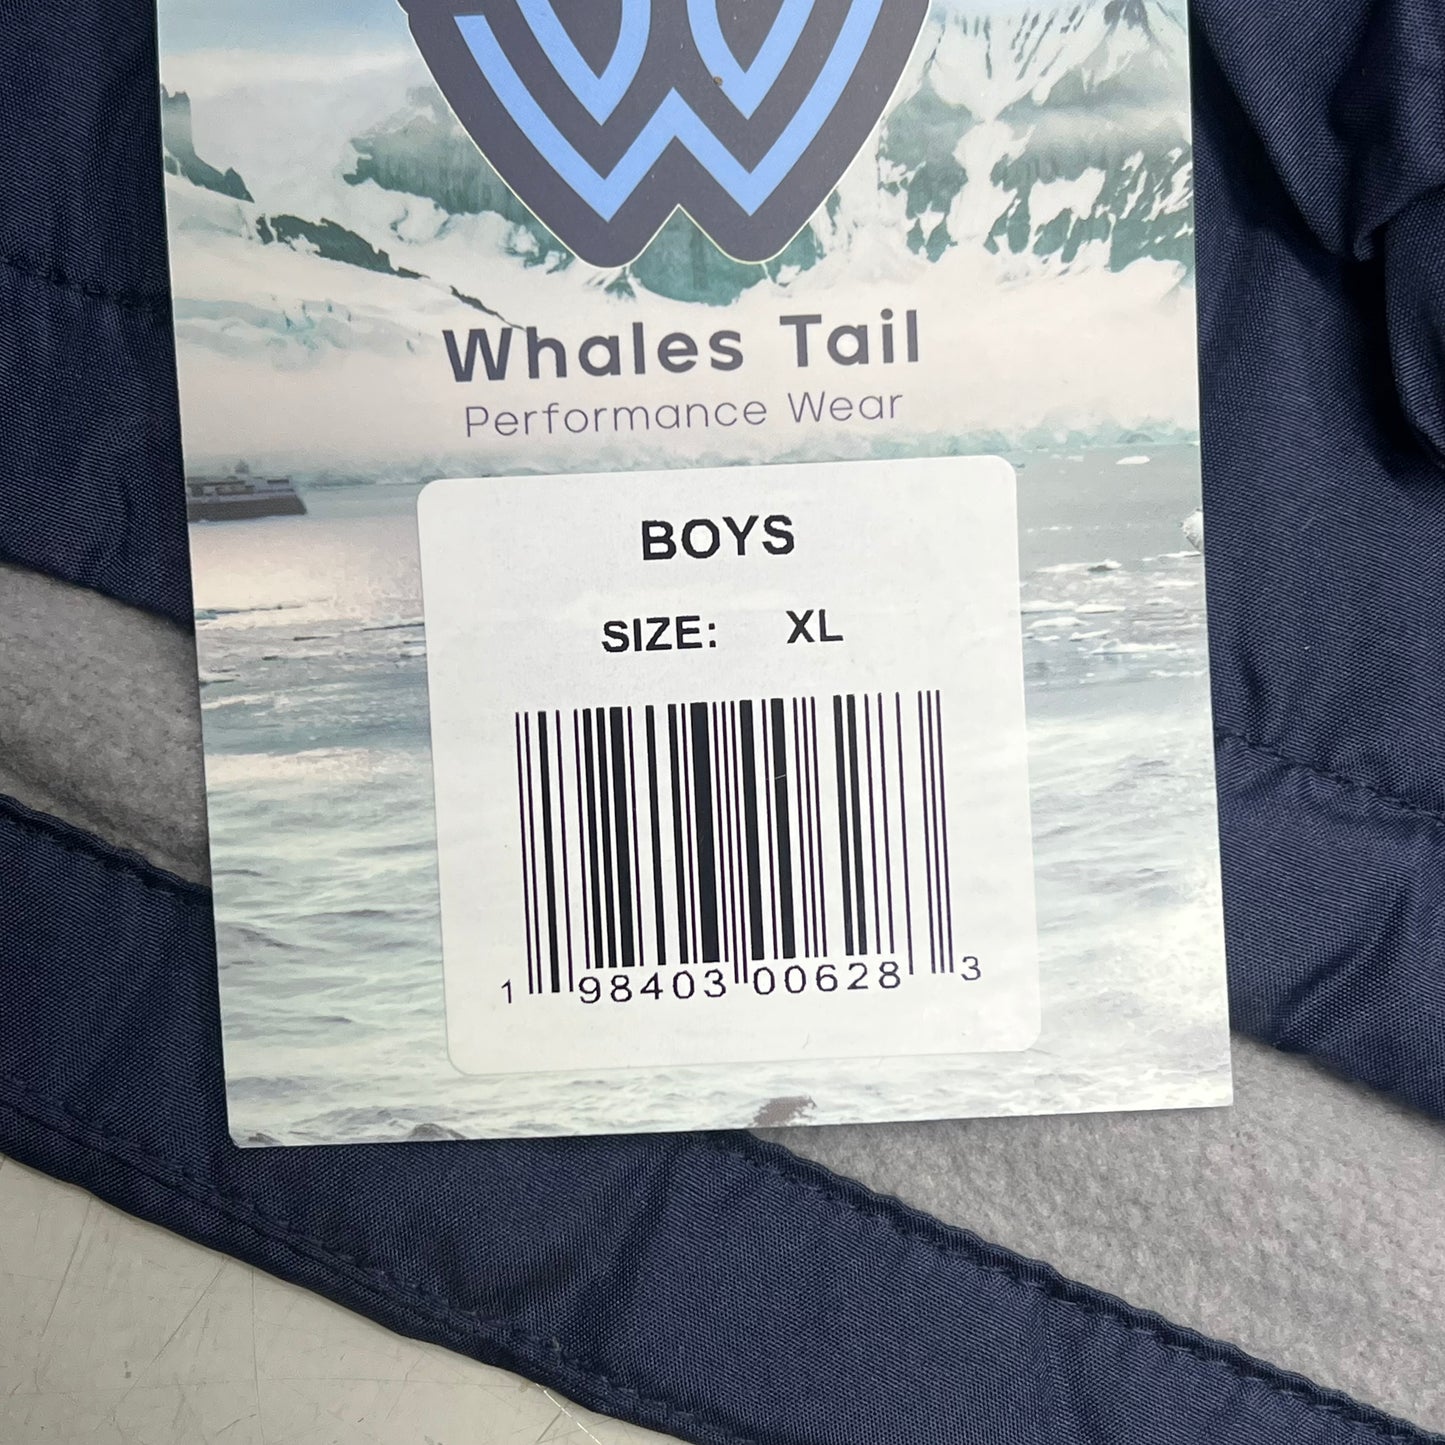 Whales Tail
Performance Wear
BOYS
SIZE: XL
1 98403 00628 3